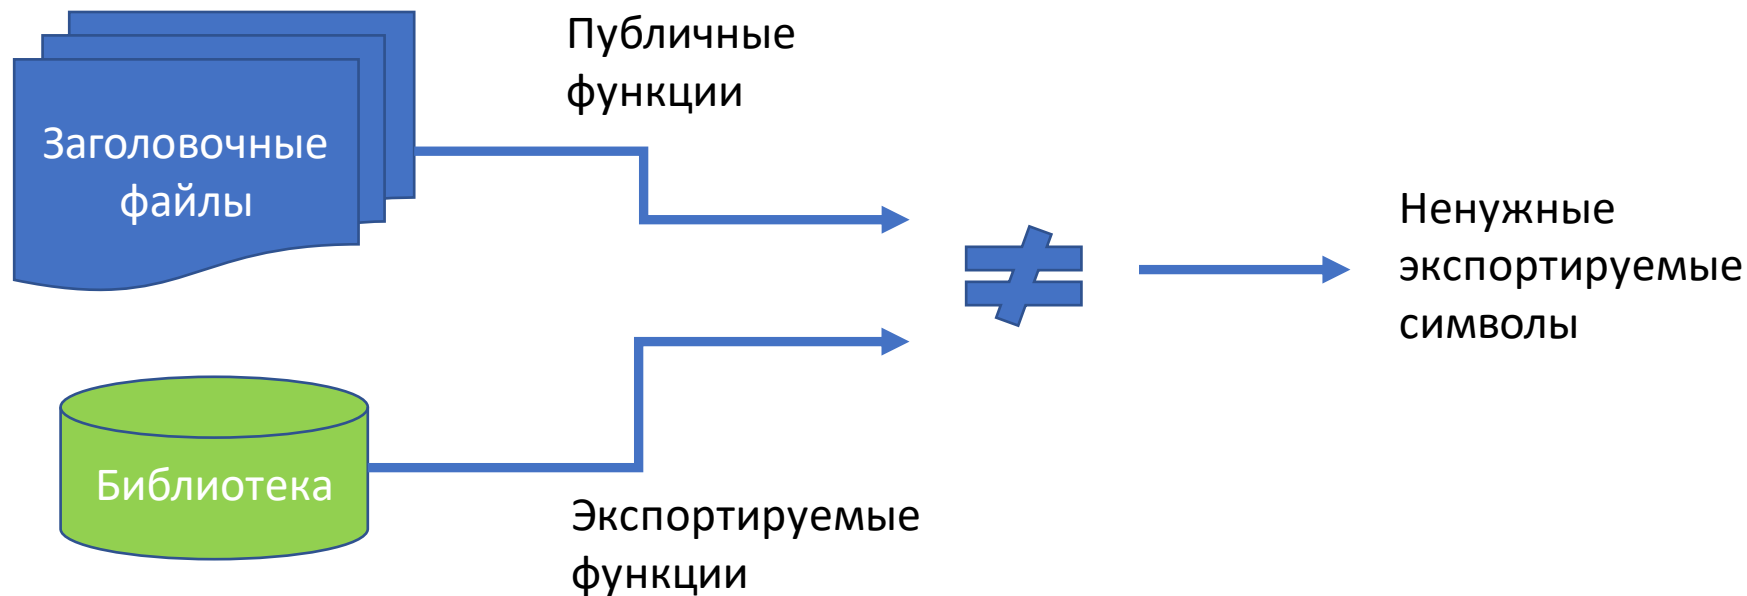 Публичные
функции
Заголовочные
файлы
Ненужные
экспортируемые
символы
Библиотека
Экспортируемые
функции